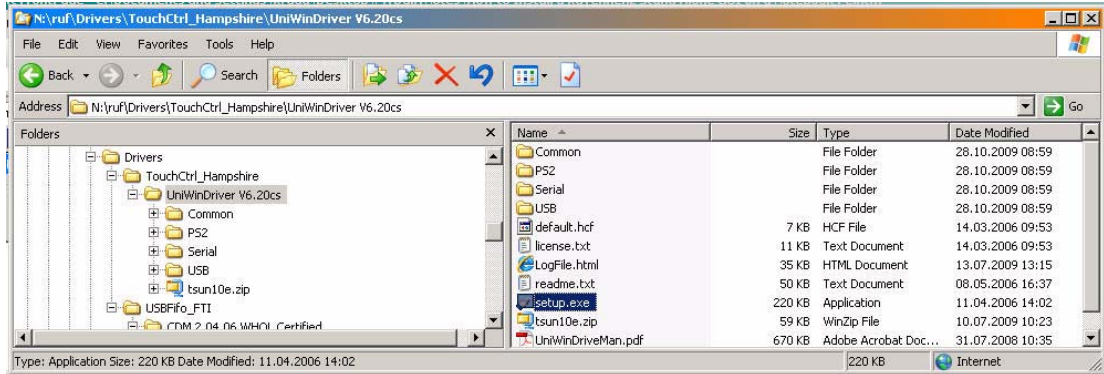 N:\ruf\Drivers\TouchCtrl_Hampshire\UniWinDriver V6.20cs
File Edit View Favorites Tools Help
Back Search Folders
Address N:\ruf\Drivers\TouchCtrl_Hampshire\UniWinDriver V6.20cs Go
Folders
Drivers
TouchCtrl_Hampshire
UniWinDriver V6.20cs
Common
PS2
Serial
USB
tsun10e.zip
USBFifo_FTI
CDM 2.04.06 WHQL Certified
Name Size Type Date Modified
Common File Folder 28.10.2009 08:59
PS2 File Folder 28.10.2009 08:59
Serial File Folder 28.10.2009 08:59
USB File Folder 28.10.2009 08:59
default.hcf 7 KB HCF File 14.03.2006 09:53
license.txt 11 KB Text Document 14.03.2006 09:53
LogFile.html 35 KB HTML Document 13.07.2009 13:15
readme.txt 50 KB Text Document 08.05.2006 16:37
setup.exe 220 KB Application 11.04.2006 14:02
tsun10e.zip 59 KB WinZip File 10.07.2009 10:23
UniWinDriveMan.pdf 670 KB Adobe Acrobat Doc... 31.07.2008 10:35
Type: Application Size: 220 KB Date Modified: 11.04.2006 14:02 220 KB Internet